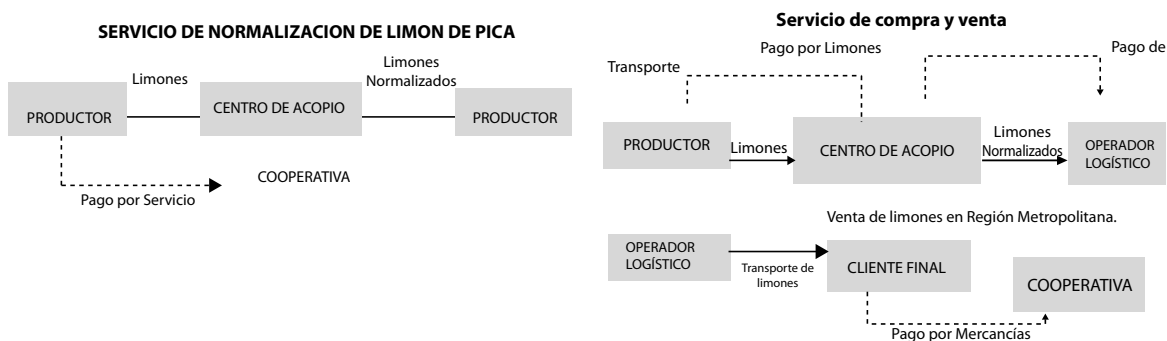 SERVICIO DE NORMALIZACION DE LIMON DE PICA
Limones
Limones
Normalizados
PRODUCTOR
CENTRO DE ACOPIO
PRODUCTOR
COOPERATIVA
Pago por Servicio
Servicio de compra y venta
Pago por Limones
Pago de
Transporte
PRODUCTOR
Limones
CENTRO DE ACOPIO
Limones
Normalizados
OPERADOR
LOGÍSTICO
Venta de limones en Región Metropolitana.
OPERADOR
LOGÍSTICO
Transporte de
limones
CLIENTE FINAL
COOPERATIVA
Pago por Mercancías